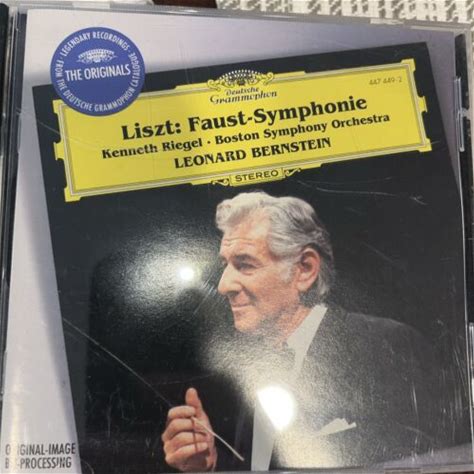 LEGENDARY RECORDINGS
THE ORIGINALS
FROM THE DEUTSCHE GRAMMOPHON CATALOGUE
Deutsche
Grammophon
447 449-2
Liszt: Faust-Symphonie
Kenneth Riegel · Boston Symphony Orchestra
LEONARD BERNSTEIN
STEREO
ORIGINAL-IMAGE
BIT-PROCESSING